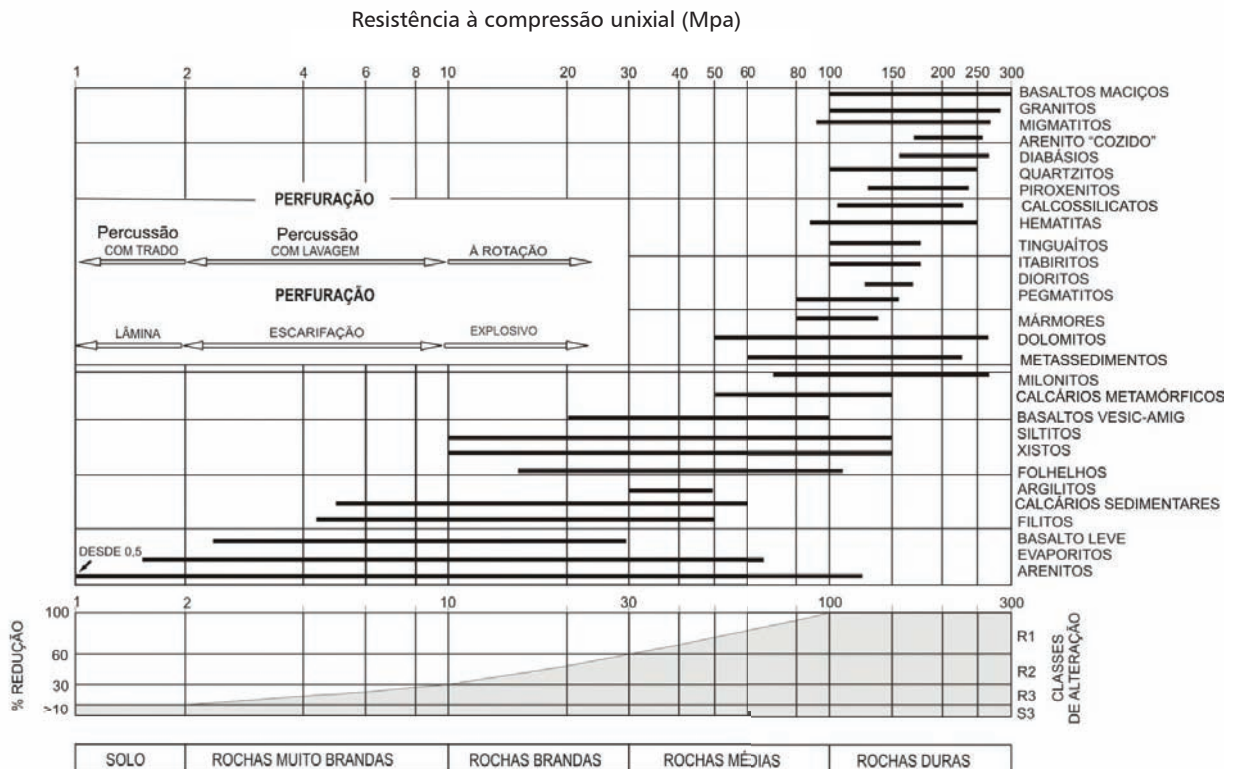 Resistência à compressão unixial (Mpa)
1 2 4 6 8 10 20 30 40 50 60 80 100 150 200 250 300
BASALTOS MACIÇOS
GRANITOS
MIGMATITOS
ARENITO "COZIDO"
DIABÁSIOS
QUARTZITOS
PIROXENITOS
CALCOSSILICATOS
HEMATITAS
TINGUAÍTOS
ITABIRITOS
DIORITOS
PEGMATITOS
MÁRMORES
DOLOMITOS
METASSEDIMENTOS
MILONITOS
CALCÁRIOS METAMÓRFICOS
BASALTOS VESIC-AMIG
SILTITOS
XISTOS
FOLHELHOS
ARGILITOS
CALCÁRIOS SEDIMENTARES
FILITOS
BASALTO LEVE
EVAPORITOS
ARENITOS
PERFURAÇÃO
Percussão
COM TRADO
Percussão
COM LAVAGEM
À ROTAÇÃO
PERFURAÇÃO
LÂMINA
ESCARIFAÇÃO
EXPLOSIVO
DESDE 0,5
1 2 10 30 100 300
% REDUÇÃO
100
60
30
>10
R1
R2
R3
S3
CLASSES
DE ALTERAÇÃO
SOLO ROCHAS MUITO BRANDAS ROCHAS BRANDAS ROCHAS MÉDIAS ROCHAS DURAS